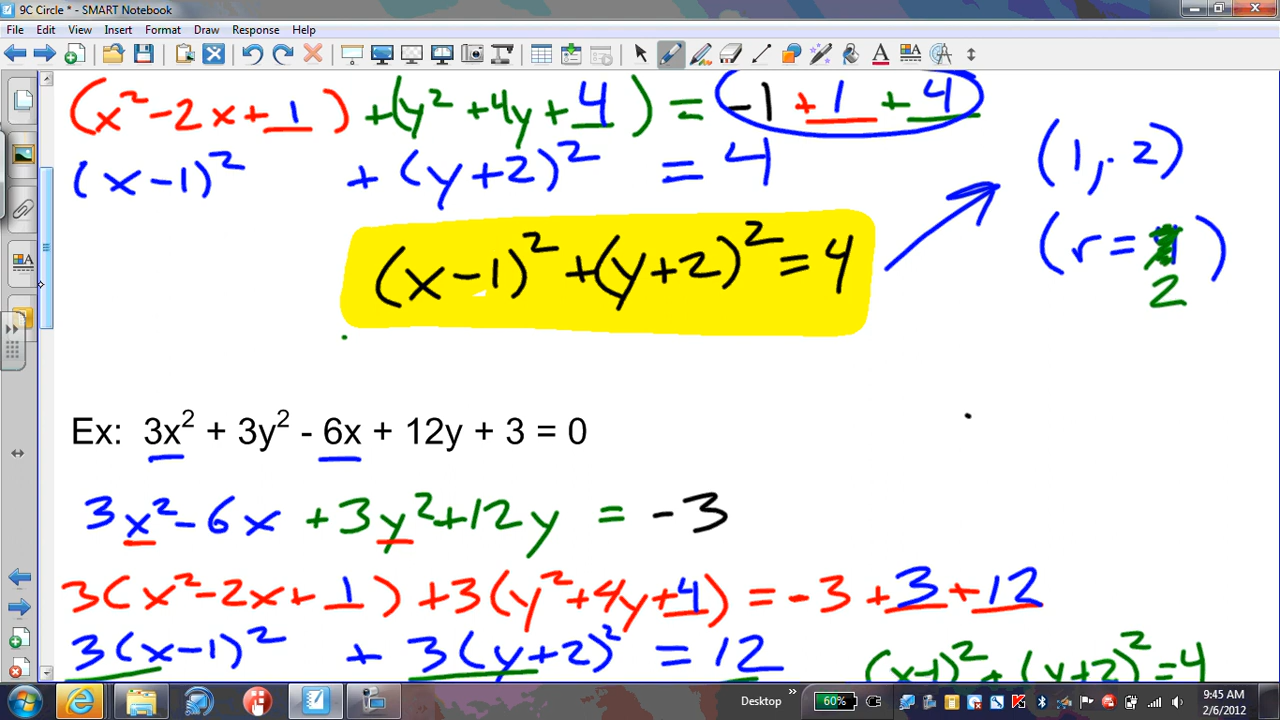 9C Circle * - SMART Notebook
File Edit View Insert Format Draw Response Help
(x² - 2x + 1) + (y² + 4y + 4) = -1 + 1 + 4
(x - 1)² + (y + 2)² = 4
(1, -2)
(x - 1)² + (y + 2)² = 4
(r = )
2
Ex: 3x² + 3y² - 6x + 12y + 3 = 0
3x² - 6x + 3y² + 12y = -3
3(x² - 2x + 1) + 3(y² + 4y + 4) = -3 + 3 + 12
3(x - 1)² + 3(y + 2)² = 12
(x - 1)² + (y + 2)² = 4
Desktop » 60% 9:45 AM
2/6/2012